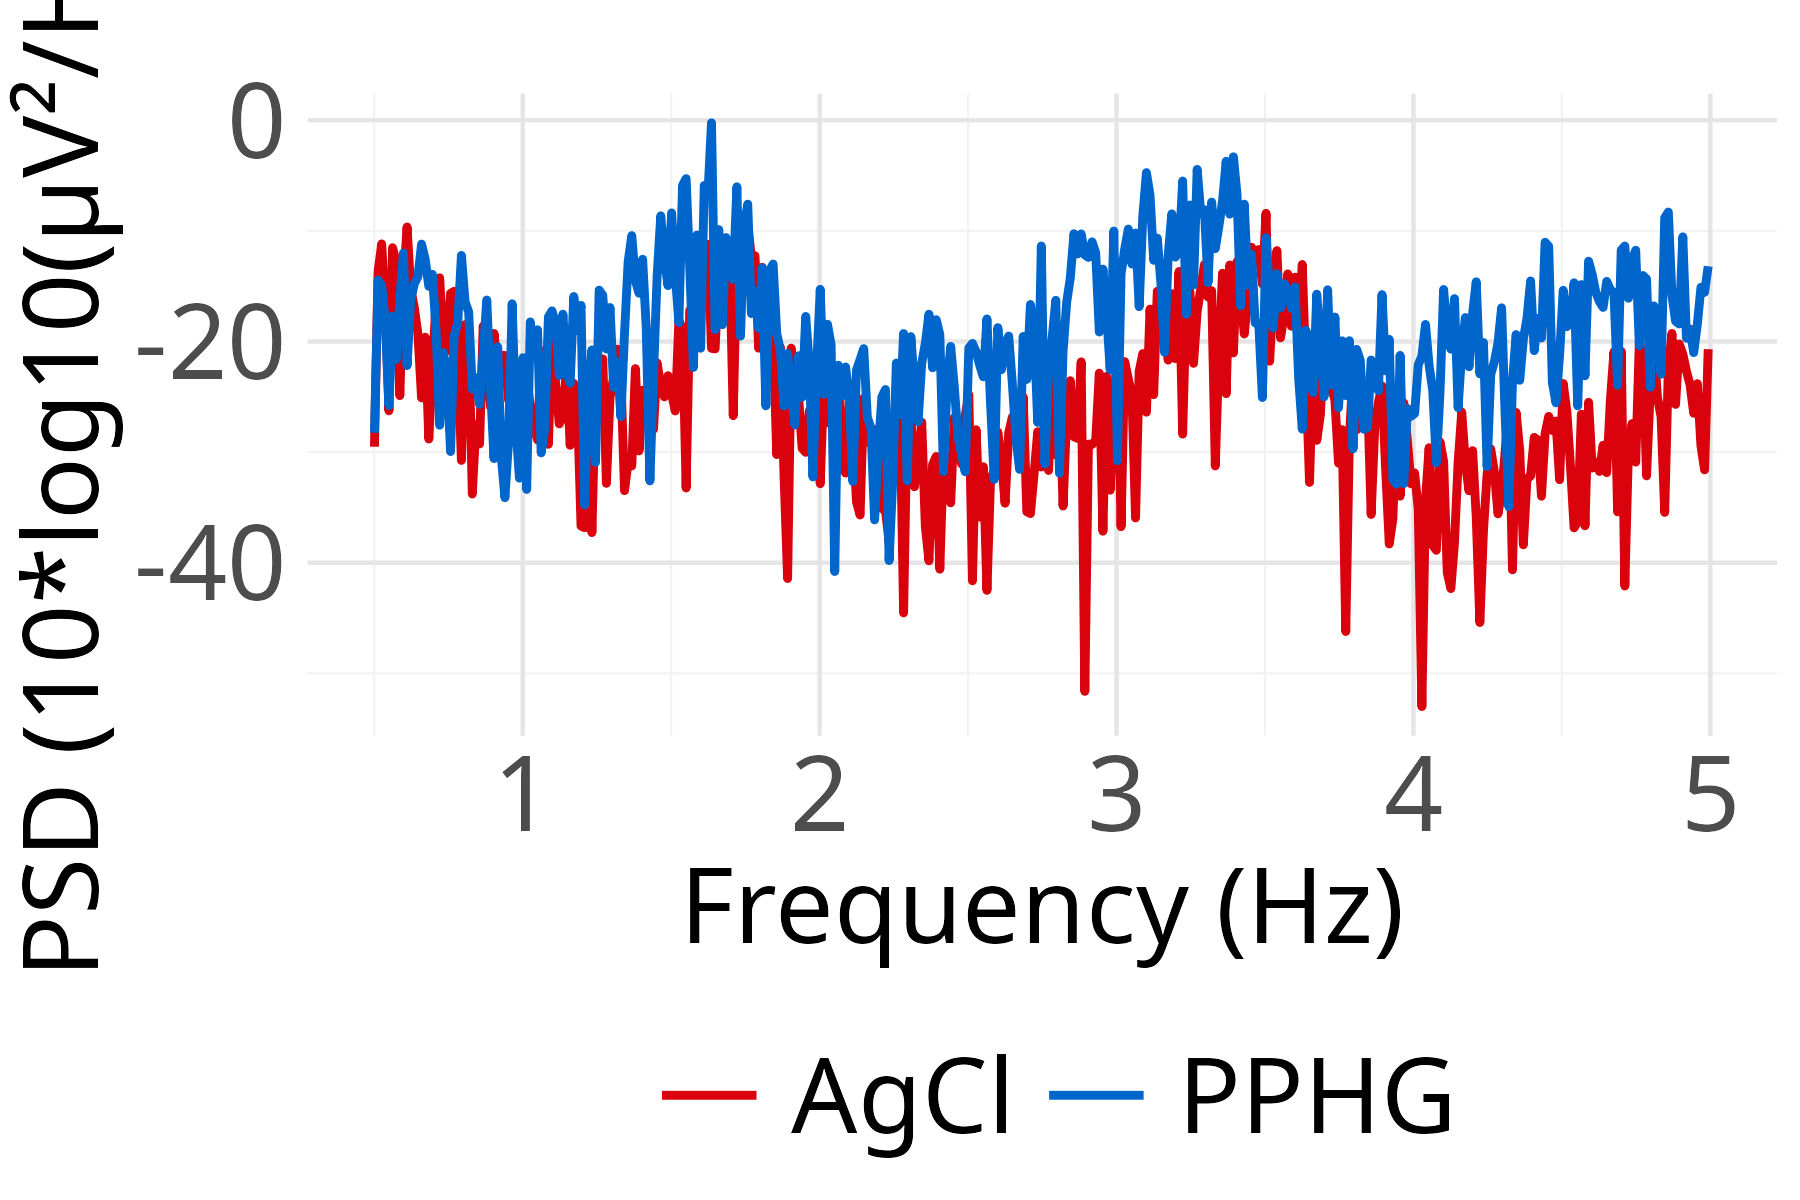 PSD (10*log10(µV²/H
0
-20
-40
1 2 3 4 5
Frequency (Hz)
AgCl PPHG